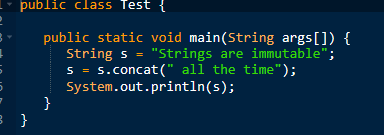 public class Test {
public static void main(String args[]) {
String s = "Strings are immutable";
s = s.concat(" all the time");
System.out.println(s);
}
}